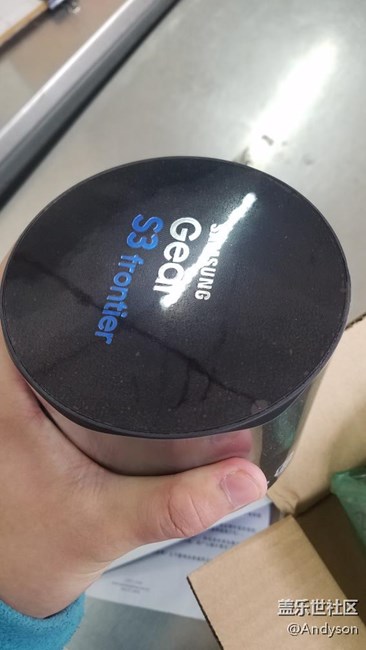 SAMSUNG
Gear
S3 frontier
盖乐世社区
@Andyson